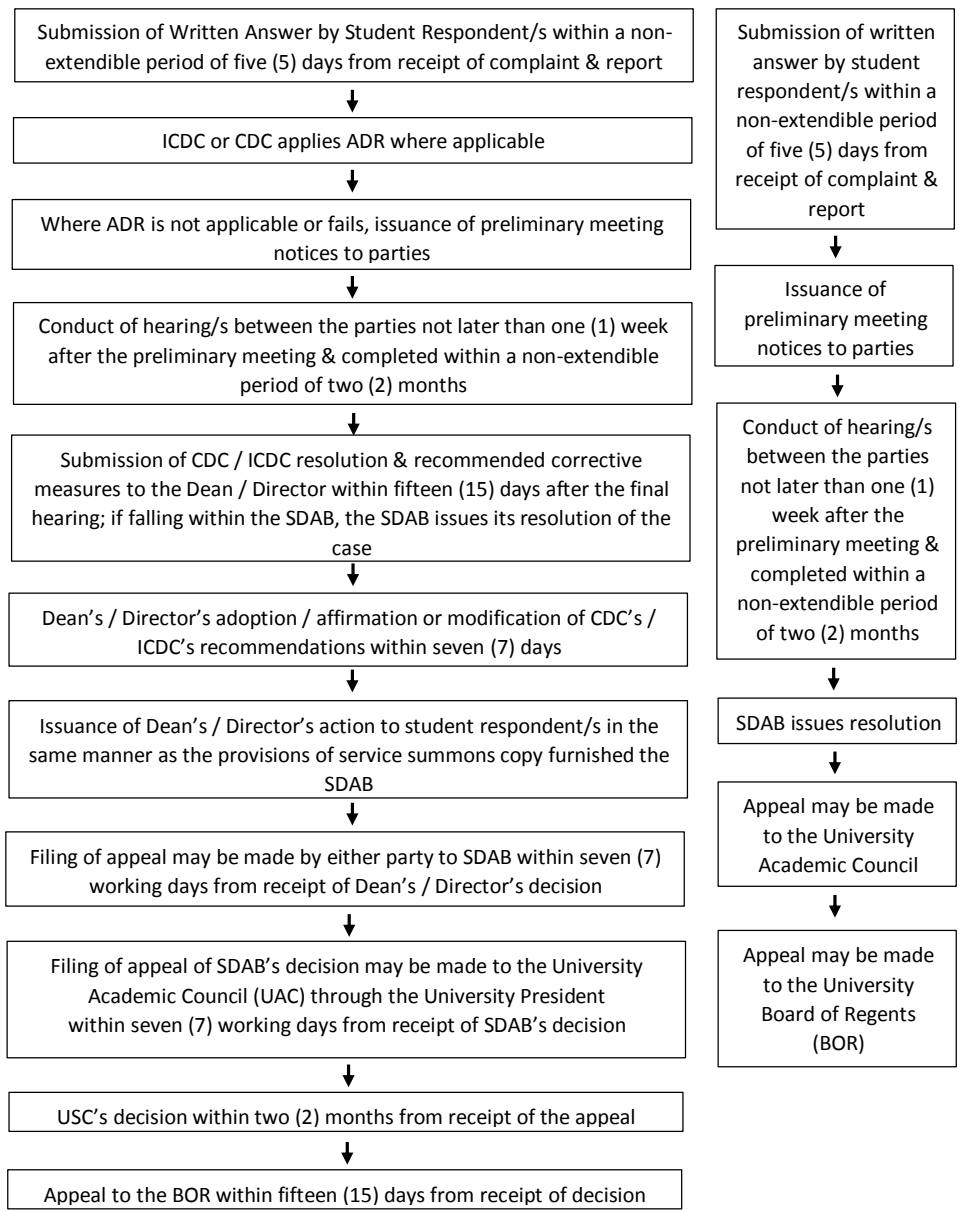 Submission of Written Answer by Student Respondent/s within a non-
extendible period of five (5) days from receipt of complaint & report
ICDC or CDC applies ADR where applicable
Where ADR is not applicable or fails, issuance of preliminary meeting
notices to parties
Conduct of hearing/s between the parties not later than one (1) week
after the preliminary meeting & completed within a non-extendible
period of two (2) months
Submission of CDC / ICDC resolution & recommended corrective
measures to the Dean / Director within fifteen (15) days after the final
hearing; if falling within the SDAB, the SDAB issues its resolution of the
case
Dean’s / Director’s adoption / affirmation or modification of CDC’s /
ICDC’s recommendations within seven (7) days
Issuance of Dean’s / Director’s action to student respondent/s in the
same manner as the provisions of service summons copy furnished the
SDAB
Filing of appeal may be made by either party to SDAB within seven (7)
working days from receipt of Dean’s / Director’s decision
Filing of appeal of SDAB’s decision may be made to the University
Academic Council (UAC) through the University President
within seven (7) working days from receipt of SDAB’s decision
USC’s decision within two (2) months from receipt of the appeal
Appeal to the BOR within fifteen (15) days from receipt of decision
Submission of written
answer by student
respondent/s within a
non-extendible period
of five (5) days from
receipt of complaint &
report
Issuance of
preliminary meeting
notices to parties
Conduct of hearing/s
between the parties
not later than one (1)
week after the
preliminary meeting &
completed within a
non-extendible period
of two (2) months
SDAB issues resolution
Appeal may be made
to the University
Academic Council
Appeal may be made
to the University
Board of Regents
(BOR)